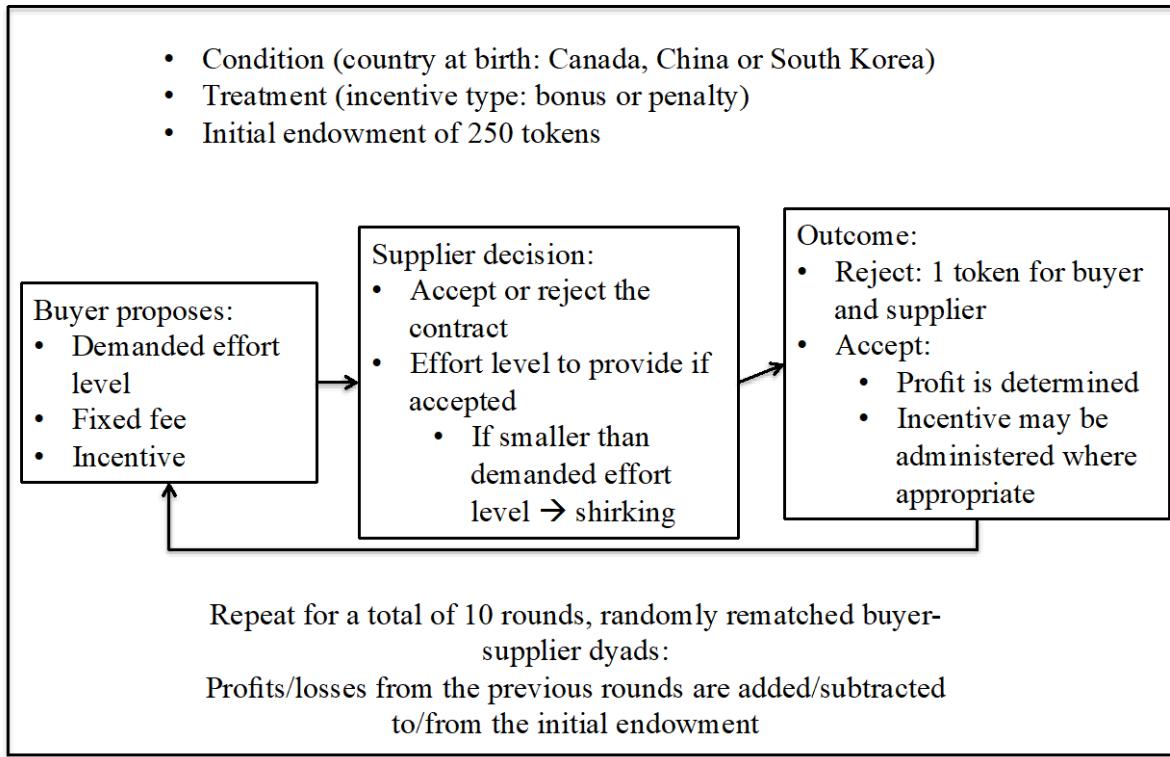 • Condition (country at birth: Canada, China or South Korea)
• Treatment (incentive type: bonus or penalty)
• Initial endowment of 250 tokens
Buyer proposes:
• Demanded effort
level
• Fixed fee
• Incentive
Supplier decision:
• Accept or reject the
contract
• Effort level to provide if
accepted
• If smaller than
demanded effort
level → shirking
Outcome:
• Reject: 1 token for buyer
and supplier
• Accept:
• Profit is determined
• Incentive may be
administered where
appropriate
Repeat for a total of 10 rounds, randomly rematched buyer-
supplier dyads:
Profits/losses from the previous rounds are added/subtracted
to/from the initial endowment